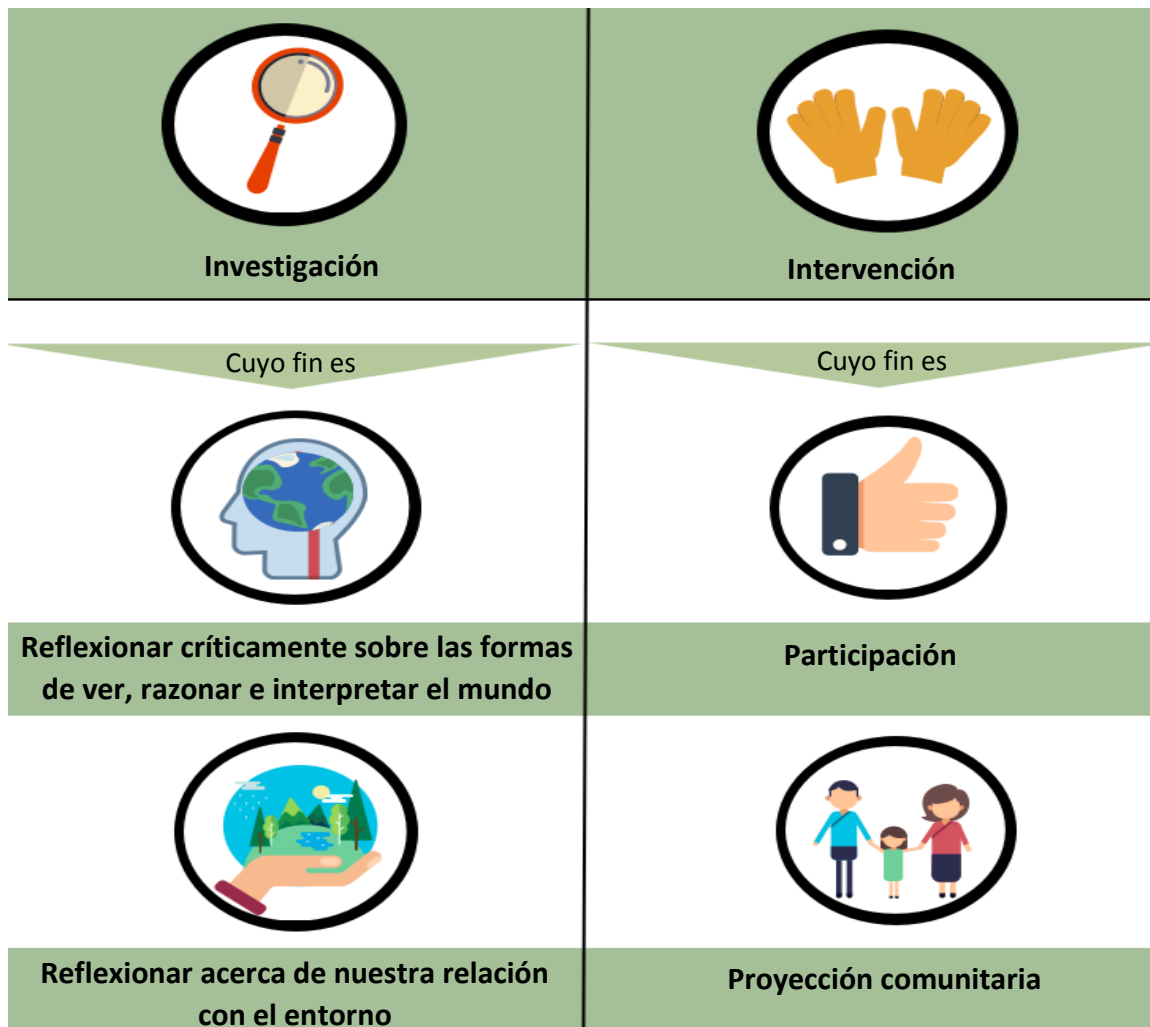 Investigación
Intervención
Cuyo fin es
Cuyo fin es
Reflexionar críticamente sobre las formas
de ver, razonar e interpretar el mundo
Participación
Reflexionar acerca de nuestra relación
con el entorno
Proyección comunitaria